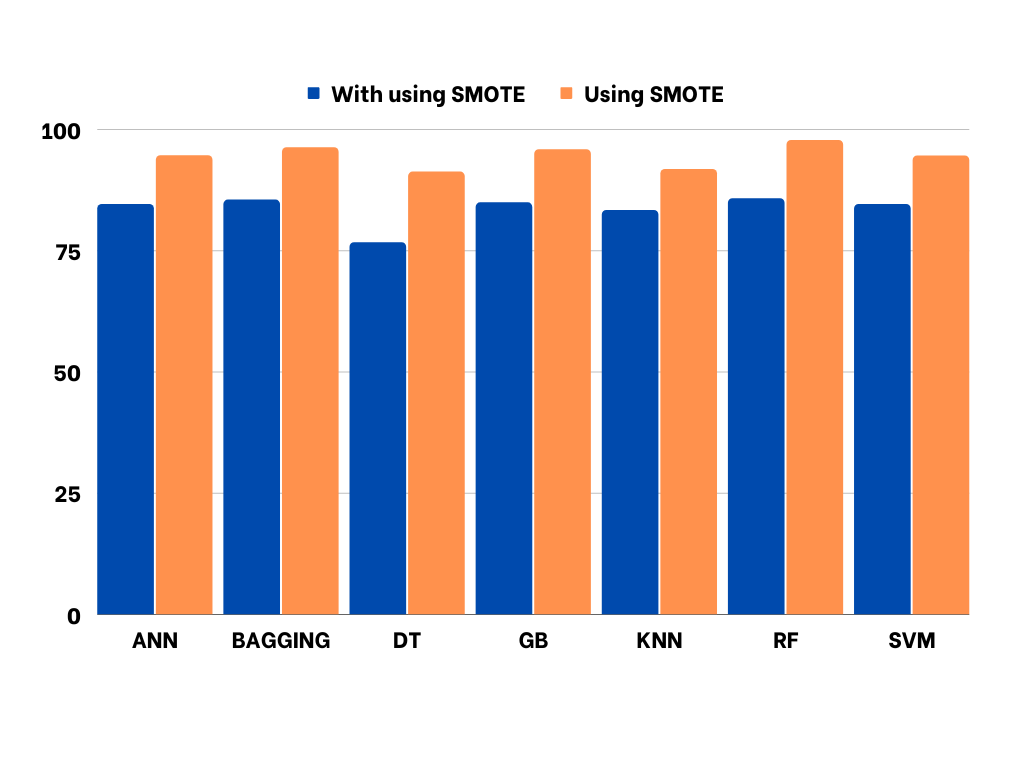 With using SMOTE Using SMOTE
100
75
50
25
0
ANN BAGGING DT GB KNN RF SVM